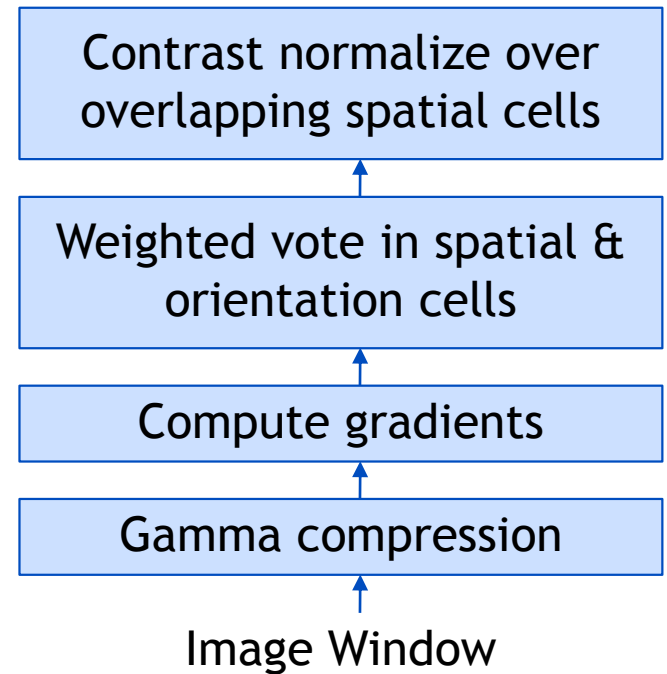 Contrast normalize over
overlapping spatial cells
Weighted vote in spatial &
orientation cells
Compute gradients
Gamma compression
Image Window